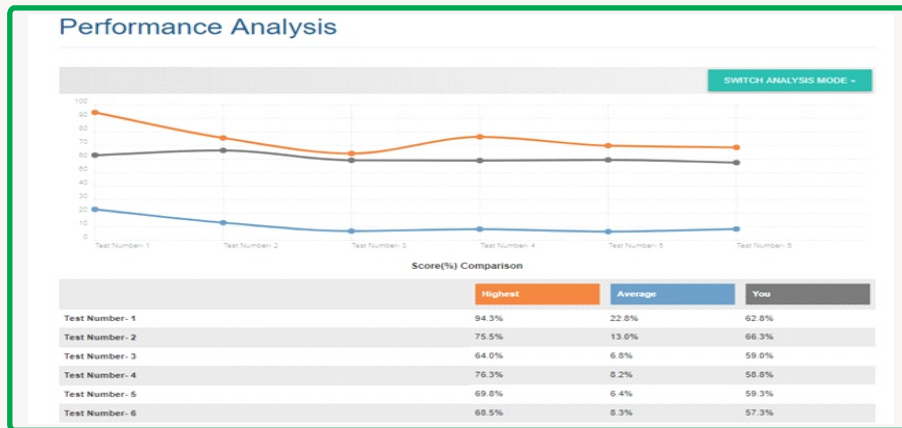 Performance Analysis
SWITCH ANALYSIS MODE -
100
90
80
70
60
50
40
30
20
10
0
Test Number- 1 Test Number- 2 Test Number- 3 Test Number- 4 Test Number- 5 Test Number- 6
Score(%) Comparison
Highest Average You
Test Number- 1 94.3% 22.8% 62.8%
Test Number- 2 75.5% 13.0% 66.3%
Test Number- 3 64.0% 6.8% 59.0%
Test Number- 4 76.3% 8.2% 58.8%
Test Number- 5 69.8% 6.4% 59.3%
Test Number- 6 68.5% 8.3% 57.3%